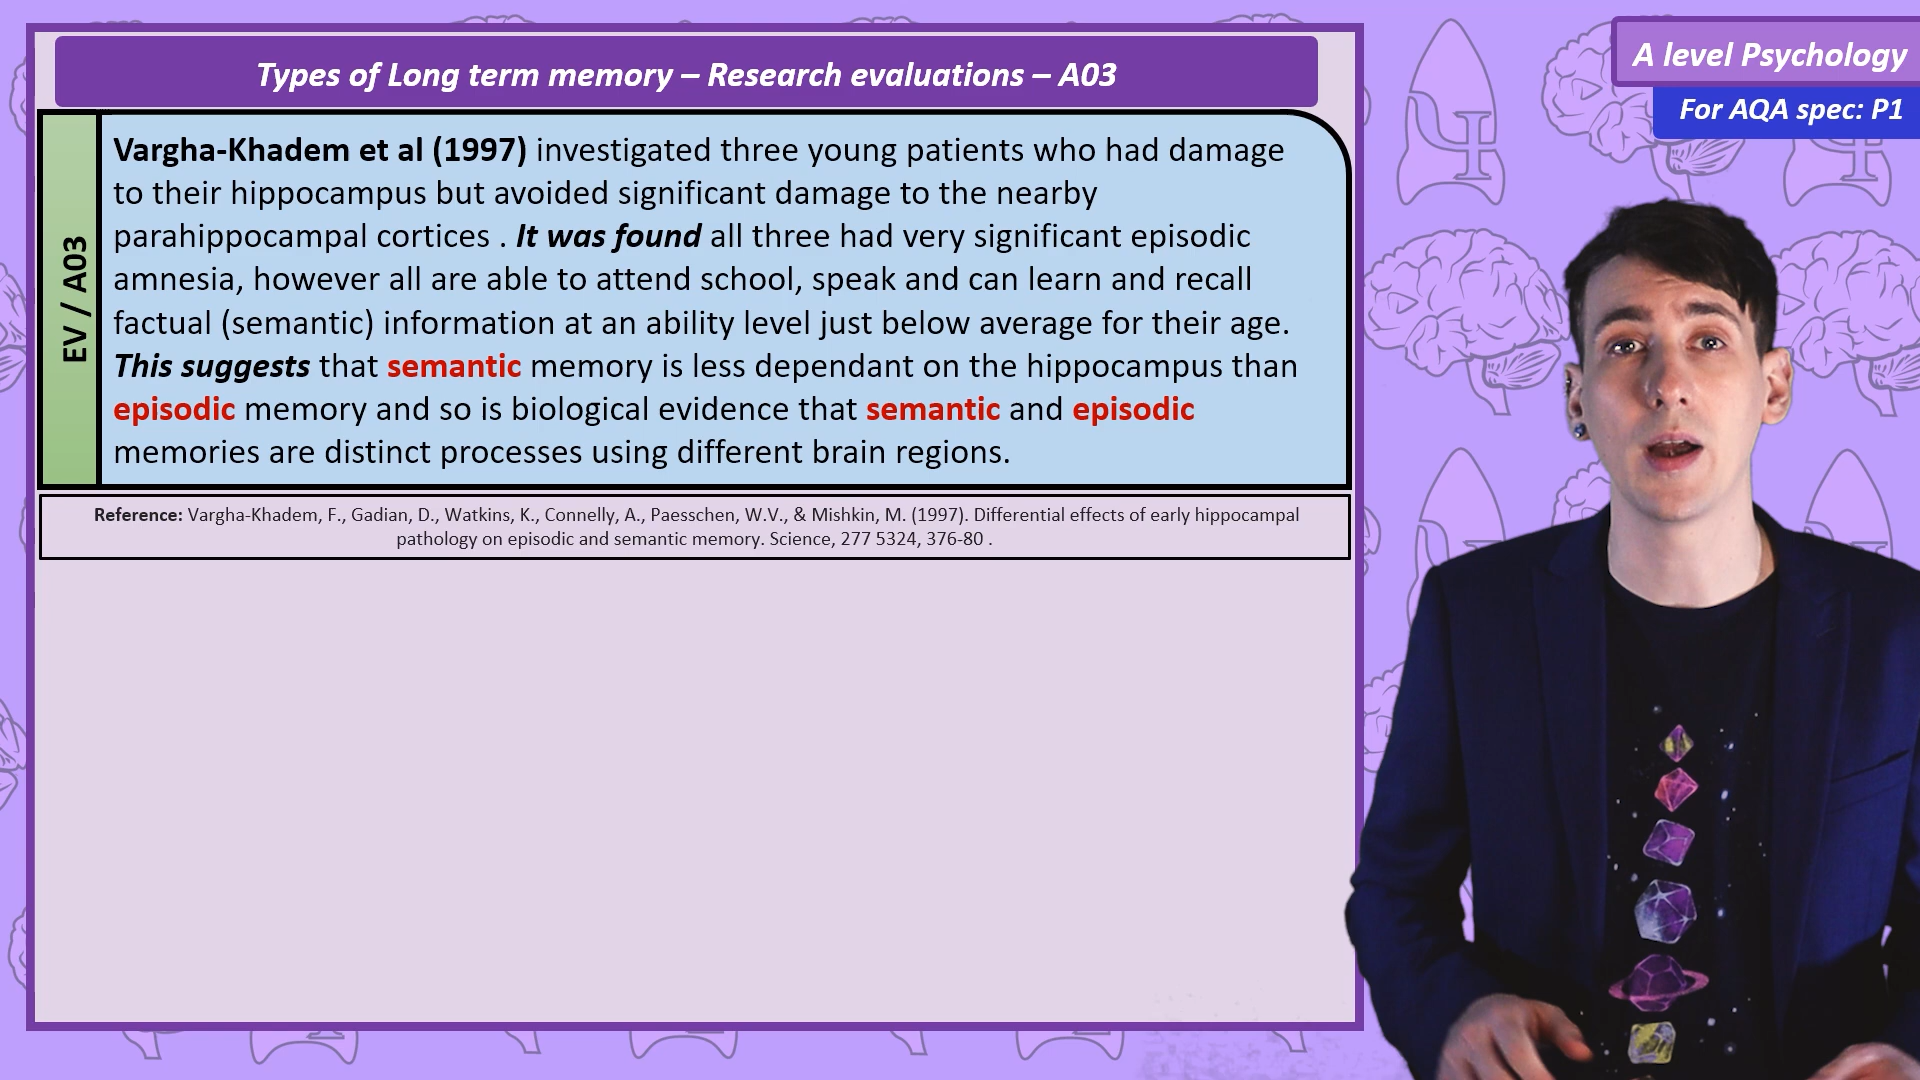 Types of Long term memory – Research evaluations – A03
A level Psychology
For AQA spec: P1
EV / A03
Vargha-Khadem et al (1997) investigated three young patients who had damage
to their hippocampus but avoided significant damage to the nearby
parahippocampal cortices . It was found all three had very significant episodic
amnesia, however all are able to attend school, speak and can learn and recall
factual (semantic) information at an ability level just below average for their age.
This suggests that semantic memory is less dependant on the hippocampus than
episodic memory and so is biological evidence that semantic and episodic
memories are distinct processes using different brain regions.
Reference: Vargha-Khadem, F., Gadian, D., Watkins, K., Connelly, A., Paesschen, W.V., & Mishkin, M. (1997). Differential effects of early hippocampal
pathology on episodic and semantic memory. Science, 277 5324, 376-80 .